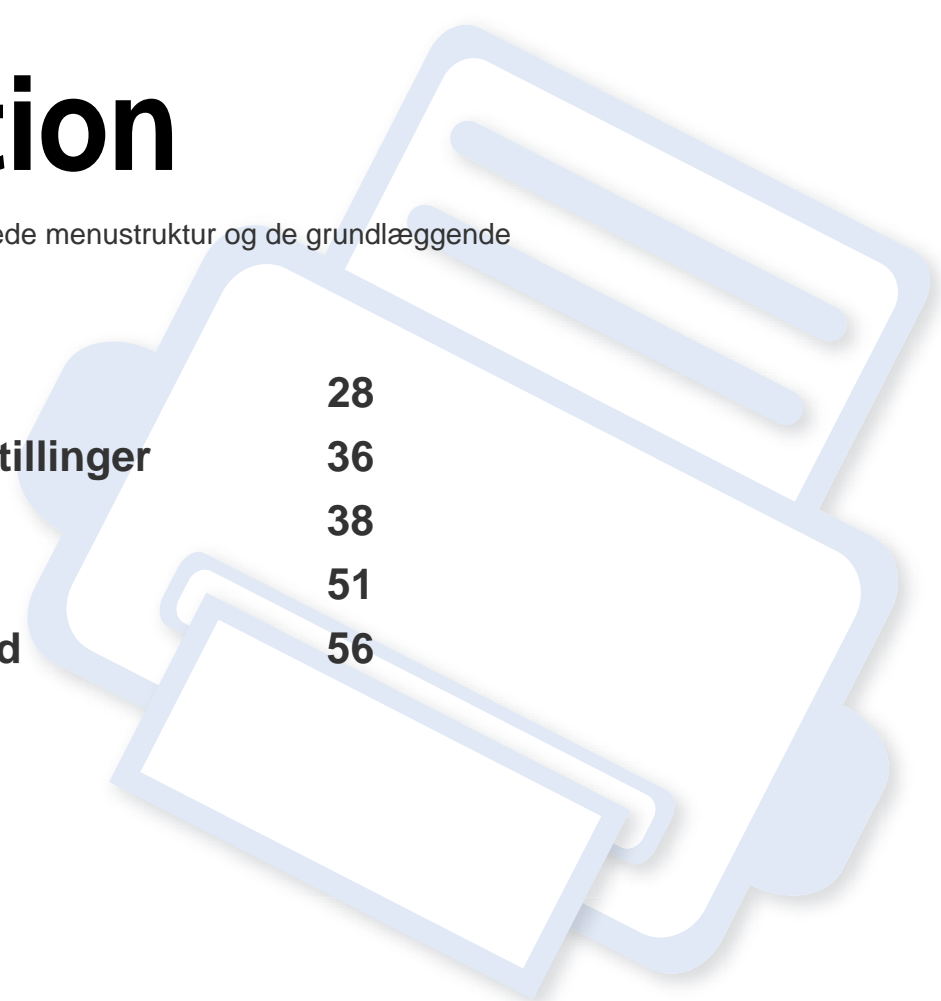 tion
ede menustruktur og de grundlæggende
28
tillinger 36
38
51
d 56